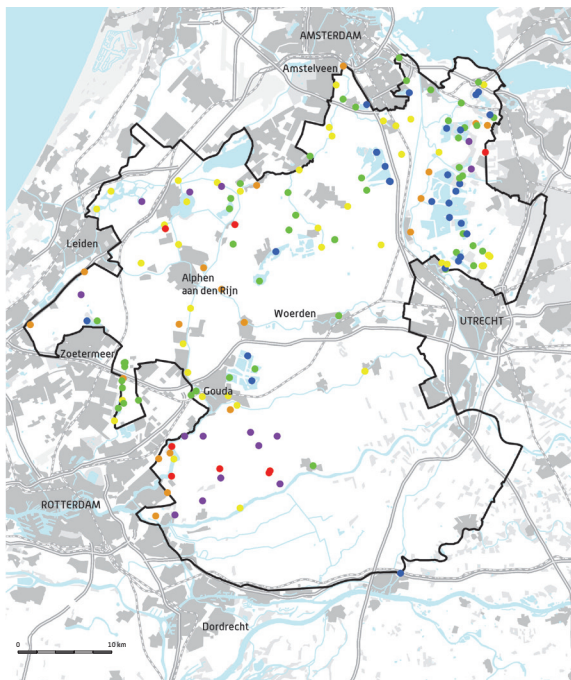 AMSTERDAM
Amstelveen
Leiden
Alphen
aan den Rijn
Woerden
UTRECHT
Zoetermeer
Gouda
ROTTERDAM
Dordrecht
0 10 km